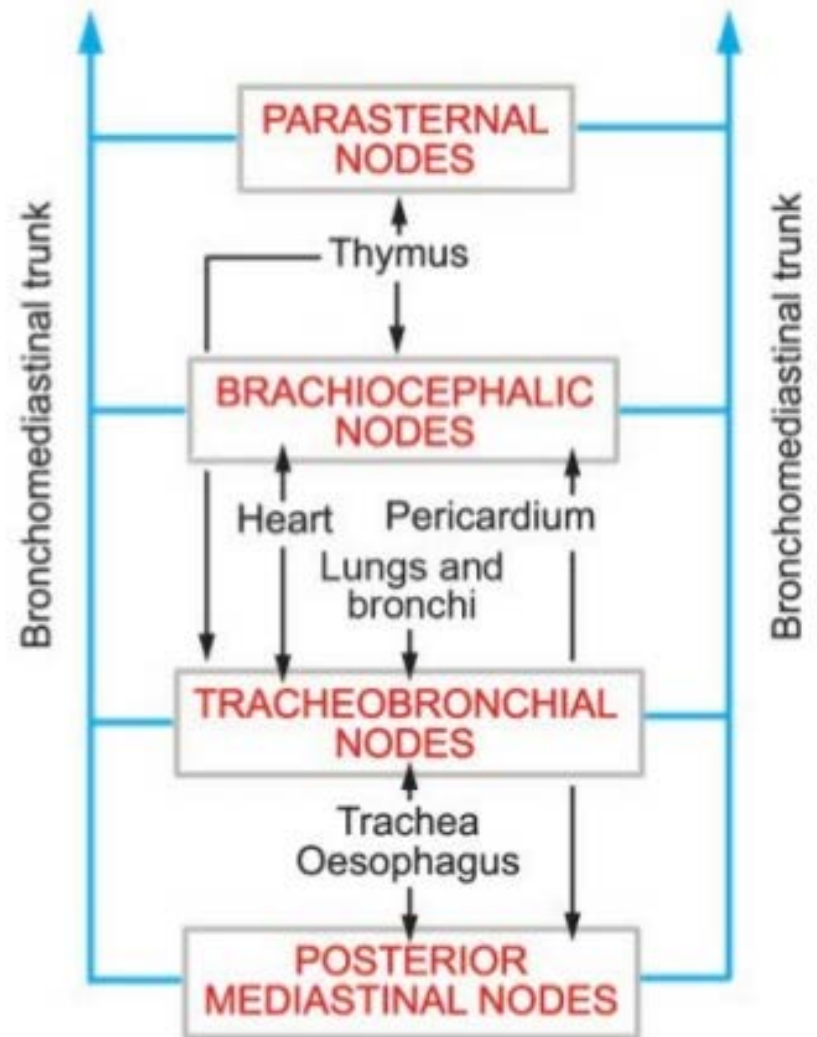 PARASTERNAL
NODES
Thymus
BRACHIOCEPHALIC
NODES
Heart
Pericardium
Lungs and
bronchi
TRACHEOBRONCHIAL
NODES
Trachea
Oesophagus
POSTERIOR
MEDIASTINAL NODES
Bronchomediastinal trunk
Bronchomediastinal trunk